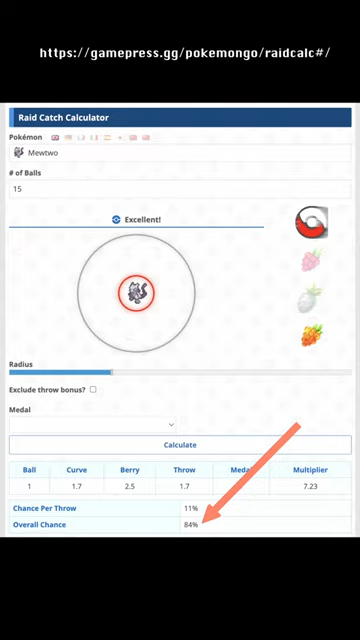 https://gamepress.gg/pokemongo/raidcalc#/
Raid Catch Calculator
Pokémon
Mewtwo
# of Balls
15
Excellent!
Radius
Exclude throw bonus?
Medal
Calculate
Ball Curve Berry Throw Medal Multiplier
1 1.7 2.5 1.7 7.23
Chance Per Throw 11%
Overall Chance 84%